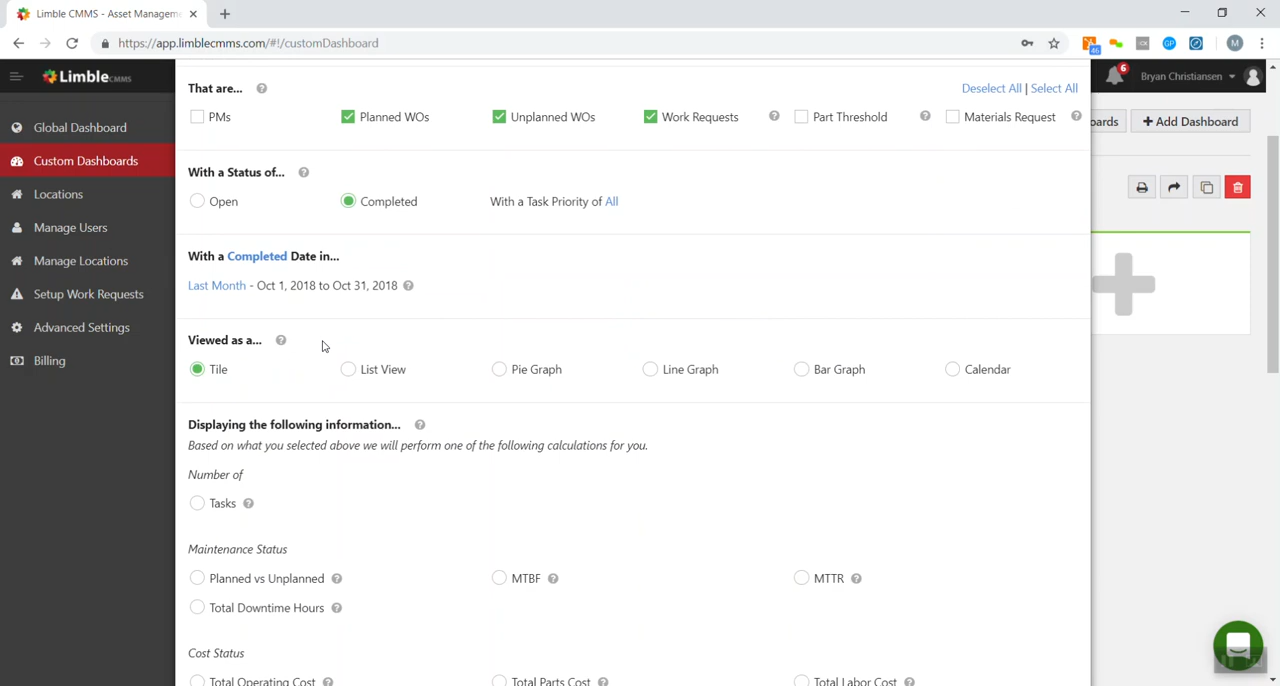 Limble CMMS - Asset Managem
https://app.limblecmms.com/#!/customDashboard
46
GP
M
Limble CMMS
6
Bryan Christiansen
Global Dashboard
Custom Dashboards
Locations
Manage Users
Manage Locations
Setup Work Requests
Advanced Settings
Billing
oards
Add Dashboard
That are...
Deselect All | Select All
PMs
Planned WOs
Unplanned WOs
Work Requests
Part Threshold
Materials Request
With a Status of...
Open
Completed
With a Task Priority of All
With a Completed Date in...
Last Month - Oct 1, 2018 to Oct 31, 2018
Viewed as a...
Tile
List View
Pie Graph
Line Graph
Bar Graph
Calendar
Displaying the following information...
Based on what you selected above we will perform one of the following calculations for you.
Number of
Tasks
Maintenance Status
Planned vs Unplanned
MTBF
MTTR
Total Downtime Hours
Cost Status
Total Operating Cost
Total Parts Cost
Total Labor Cost